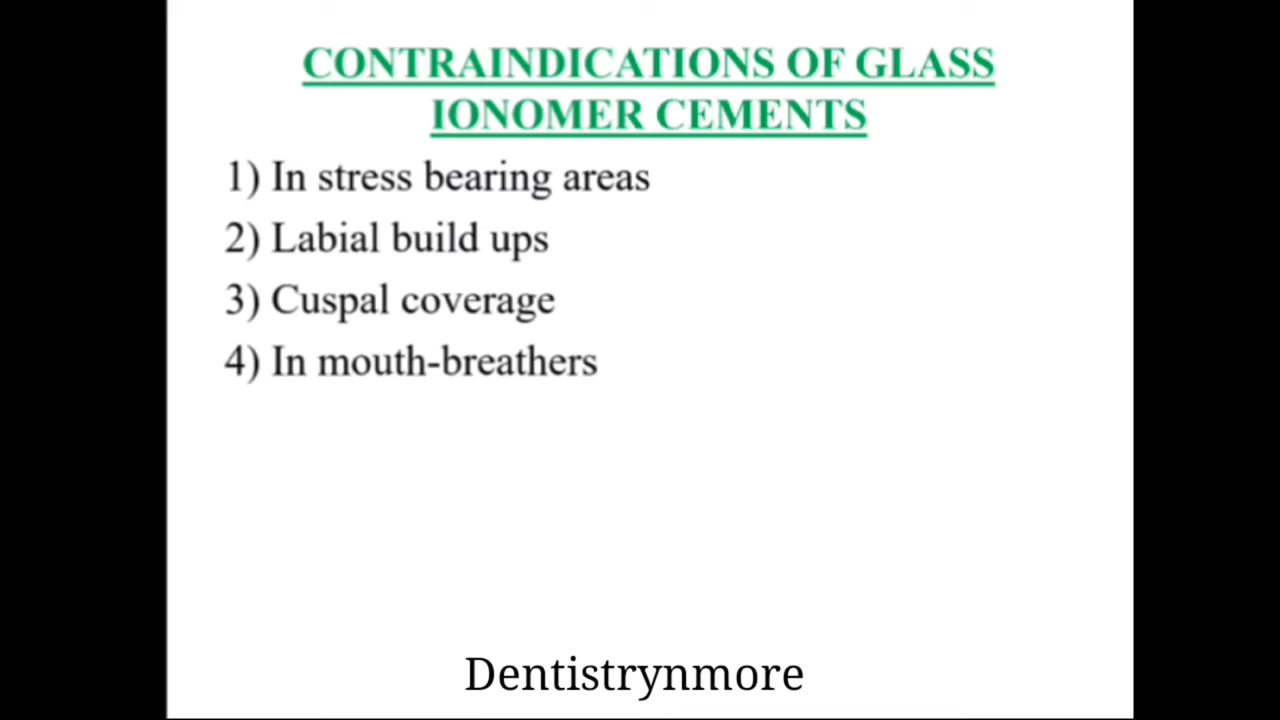 CONTRAINDICATIONS OF GLASS
IONOMER CEMENTS
1) In stress bearing areas
2) Labial build ups
3) Cuspal coverage
4) In mouth-breathers
Dentistrynmore